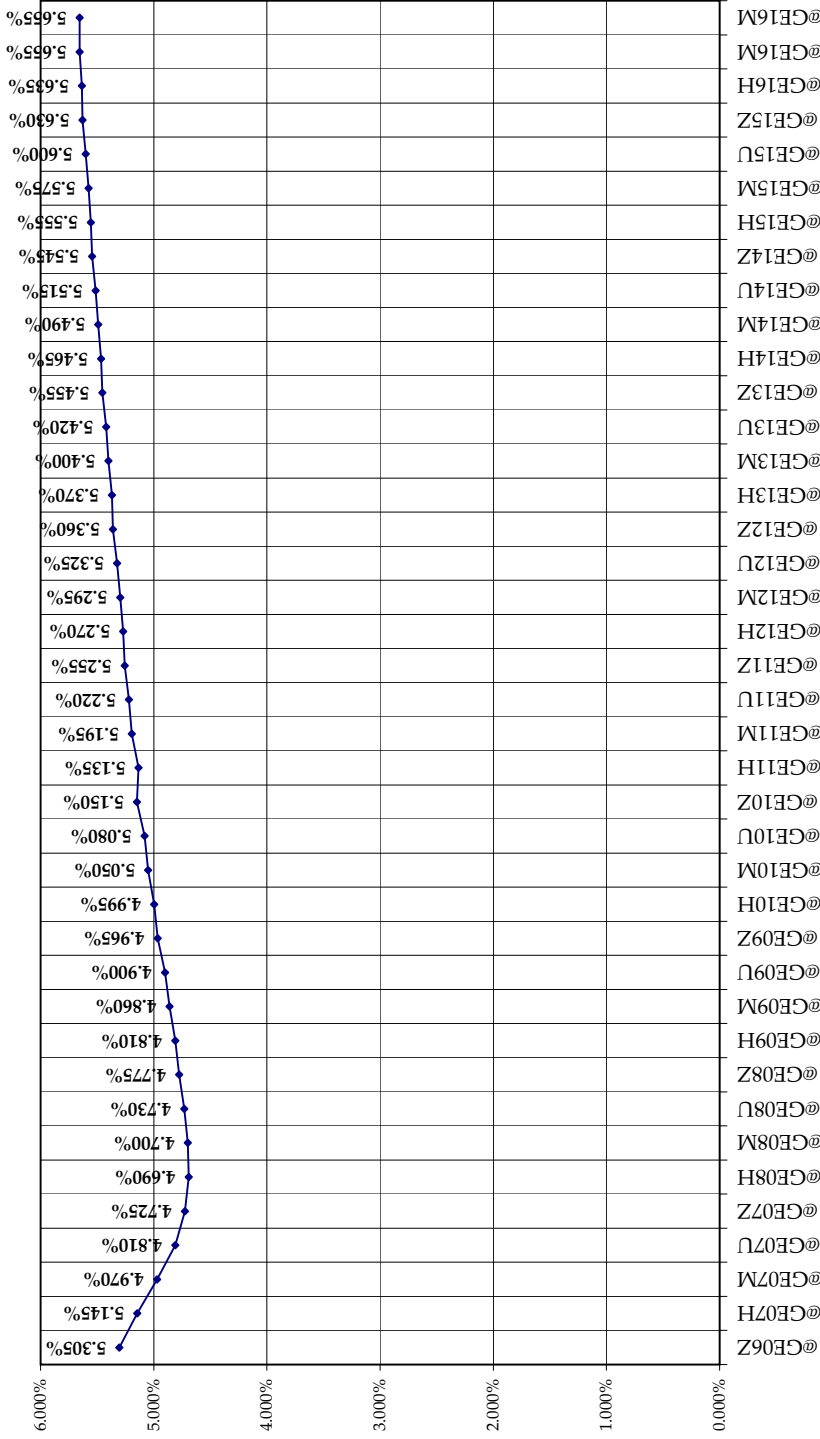 6.000%
5.000%
4.000%
3.000%
2.000%
1.000%
0.000%
5.305%
5.145%
4.970%
4.810%
4.725%
4.690%
4.700%
4.730%
4.775%
4.810%
4.860%
4.900%
4.965%
4.995%
5.050%
5.080%
5.150%
5.135%
5.195%
5.220%
5.255%
5.270%
5.295%
5.325%
5.360%
5.370%
5.400%
5.420%
5.455%
5.465%
5.490%
5.515%
5.545%
5.555%
5.575%
5.600%
5.630%
5.635%
5.655%
5.655%
@GE06Z
@GE07H
@GE07M
@GE07U
@GE07Z
@GE08H
@GE08M
@GE08U
@GE08Z
@GE09H
@GE09M
@GE09U
@GE09Z
@GE10H
@GE10M
@GE10U
@GE10Z
@GE11H
@GE11M
@GE11U
@GE11Z
@GE12H
@GE12M
@GE12U
@GE12Z
@GE13H
@GE13M
@GE13U
@GE13Z
@GE14H
@GE14M
@GE14U
@GE14Z
@GE15H
@GE15M
@GE15U
@GE15Z
@GE16H
@GE16M
@GE16M